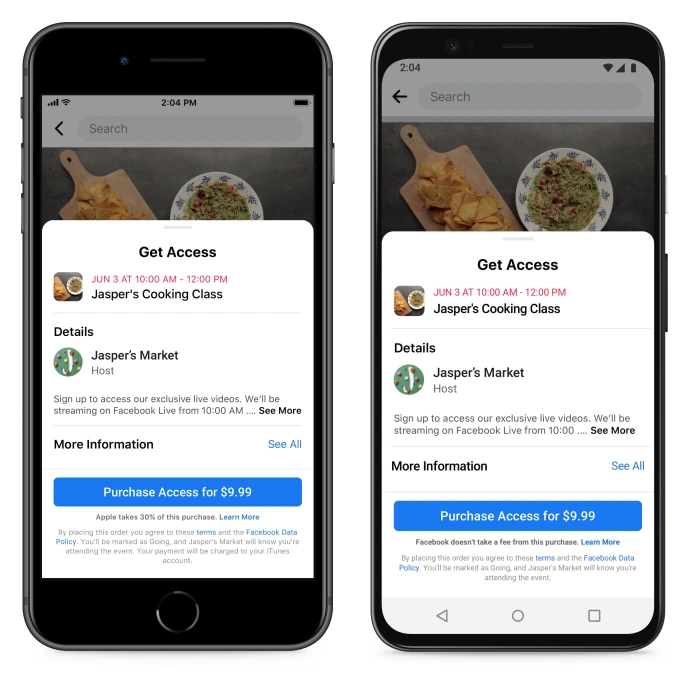 2:04 PM
Search
Get Access
JUN 3 AT 10:00 AM - 12:00 PM
Jasper's Cooking Class
Details
Jasper's Market
Host
Sign up to access our exclusive live videos. We'll be
streaming on Facebook Live from 10:00 AM .... See More
More Information
See All
Purchase Access for $9.99
Apple takes 30% of this purchase. Learn More
By placing this order you agree to these terms and the Facebook Data
Policy. You'll be marked as Going, and Jasper's Market will know you're
attending the event. Your payment will be charged to your iTunes
account.
2:04
Search
Get Access
JUN 3 AT 10:00 AM - 12:00 PM
Jasper's Cooking Class
Details
Jasper's Market
Host
Sign up to access our exclusive live videos. We'll be
streaming on Facebook Live from 10:00 .... See More
More Information
See All
Purchase Access for $9.99
Facebook doesn't take a fee from this purchase. Learn More
By placing this order you agree to these terms and the Facebook Data
Policy. You'll be marked as Going, and Jasper's Market will know you're
attending the event.